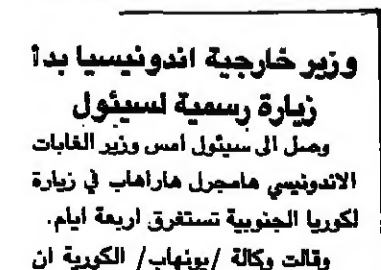 وزير خارجية اندونيسيا بدأ
زيارة رسمية لسيئول
وصل الى سيئول امس وزير الغابات
الاندونيسي هامجرل هاراهاب في زيارة
لكوريا الجنوبية تستغرق اربعة ايام.
وقالت وكالة /يونهاب/ الكورية ان